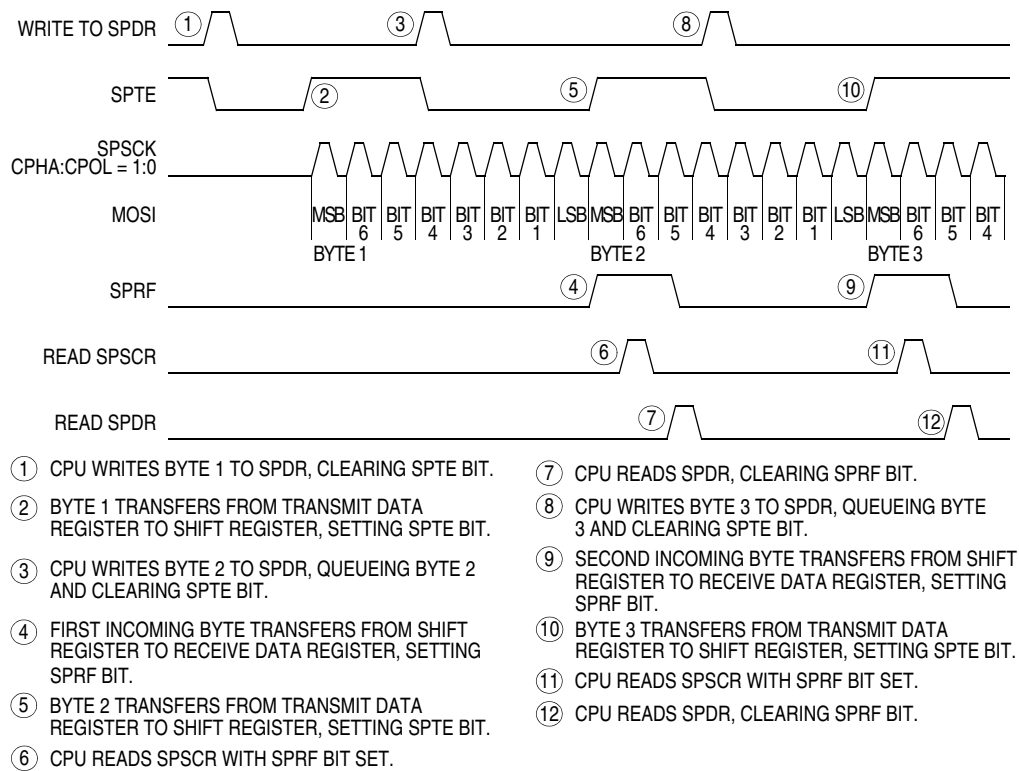 WRITE TO SPDR
1
3
8
SPTE
2
5
10
SPSCK
CPHA:CPOL = 1:0
MOSI
MSB BIT 6 BIT 5 BIT 4 BIT 3 BIT 2 BIT 1 LSB MSB BIT 6 BIT 5 BIT 4 BIT 3 BIT 2 BIT 1 LSB MSB BIT 6 BIT 5 BIT 4
BYTE 1
BYTE 2
BYTE 3
SPRF
4
9
READ SPSCR
6
11
READ SPDR
7
12
1 CPU WRITES BYTE 1 TO SPDR, CLEARING SPTE BIT.
2 BYTE 1 TRANSFERS FROM TRANSMIT DATA
REGISTER TO SHIFT REGISTER, SETTING SPTE BIT.
3 CPU WRITES BYTE 2 TO SPDR, QUEUEING BYTE 2
AND CLEARING SPTE BIT.
4 FIRST INCOMING BYTE TRANSFERS FROM SHIFT
REGISTER TO RECEIVE DATA REGISTER, SETTING
SPRF BIT.
5 BYTE 2 TRANSFERS FROM TRANSMIT DATA
REGISTER TO SHIFT REGISTER, SETTING SPTE BIT.
6 CPU READS SPSCR WITH SPRF BIT SET.
7 CPU READS SPDR, CLEARING SPRF BIT.
8 CPU WRITES BYTE 3 TO SPDR, QUEUEING BYTE
3 AND CLEARING SPTE BIT.
9 SECOND INCOMING BYTE TRANSFERS FROM SHIFT
REGISTER TO RECEIVE DATA REGISTER, SETTING
SPRF BIT.
10 BYTE 3 TRANSFERS FROM TRANSMIT DATA
REGISTER TO SHIFT REGISTER, SETTING SPTE BIT.
11 CPU READS SPSCR WITH SPRF BIT SET.
12 CPU READS SPDR, CLEARING SPRF BIT.